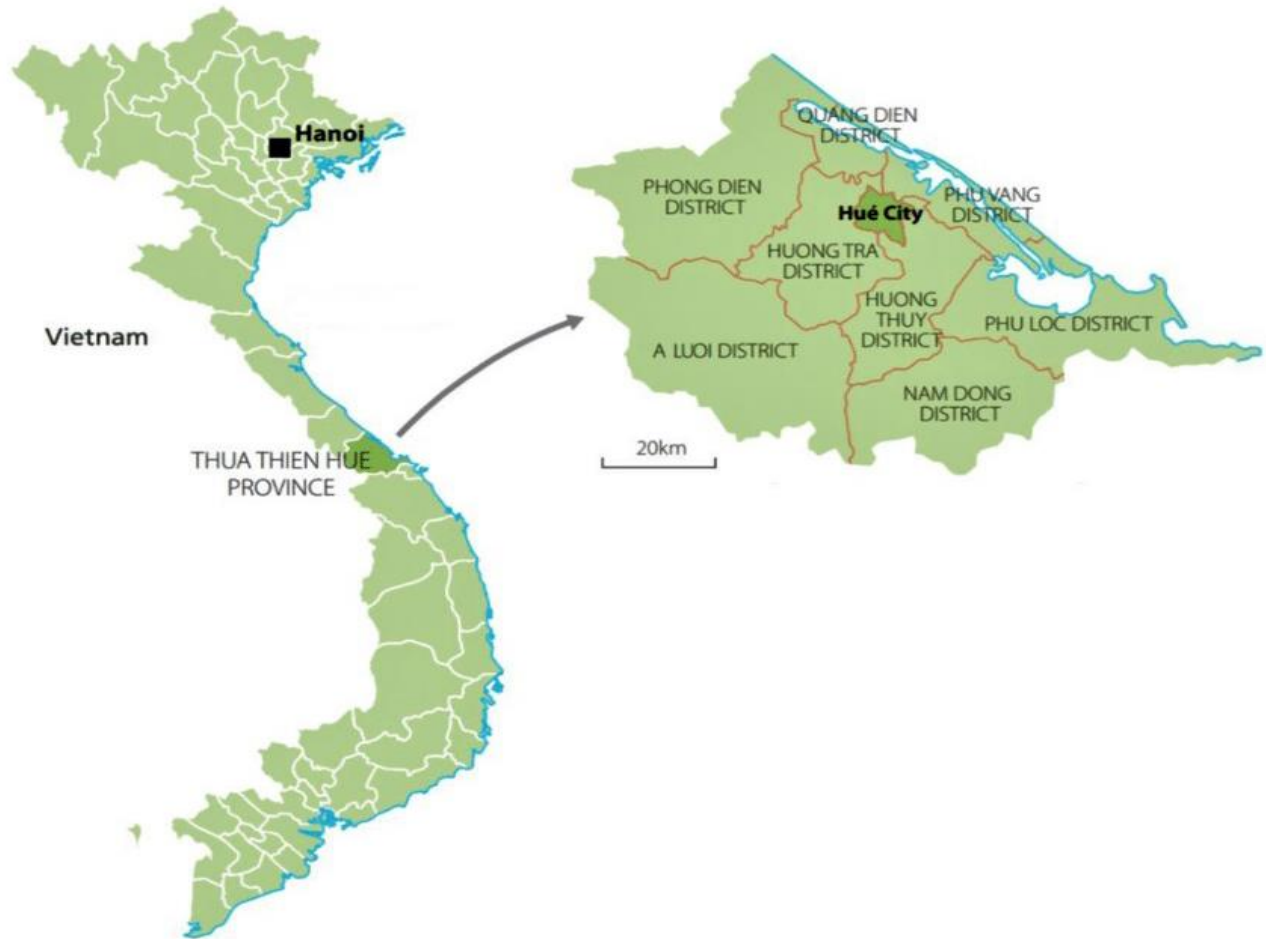 Hanoi
Vietnam
THUA THIEN HUE
PROVINCE
QUANG DIEN
DISTRICT
PHONG DIEN
DISTRICT
PHU VANG
DISTRICT
Hué City
HUONG TRA
DISTRICT
HUONG
THUY
DISTRICT
PHU LOC DISTRICT
A LUOI DISTRICT
NAM DONG
DISTRICT
20km